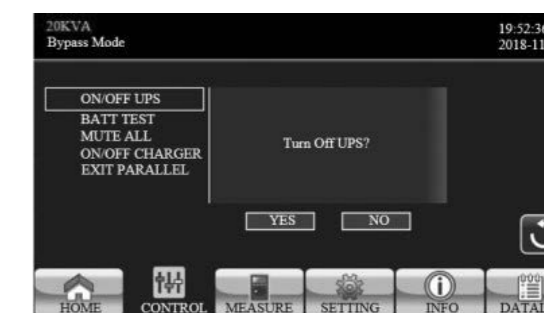 20KVA
Bypass Mode
19:52:36
2018-11
ON/OFF UPS
BATT TEST
MUTE ALL
ON/OFF CHARGER
EXIT PARALLEL
Turn Off UPS?
YES NO
HOME CONTROL MEASURE SETTING INFO